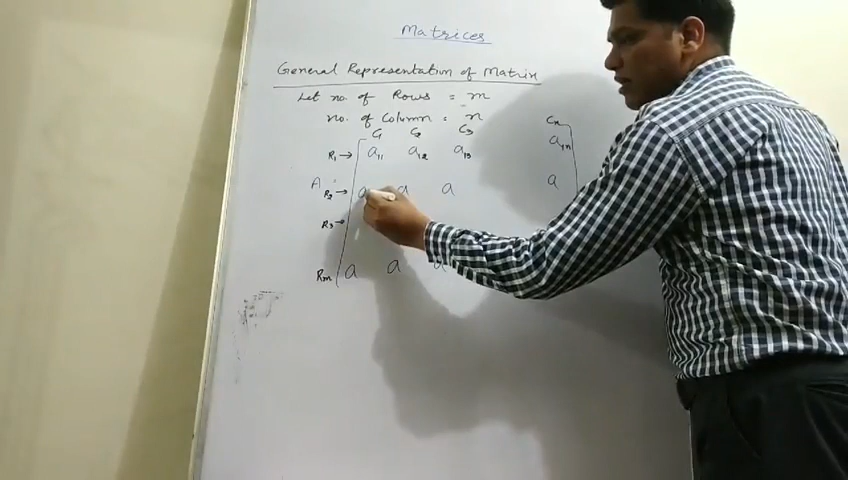 Matrices
General Representation of Matrix
Let no. of Rows = m
no. of Column = n
C1 C2 C3 Cn
R1 → a11 a12 a13 a1n
A R2 → a a a a
R3 →
Rm a a a